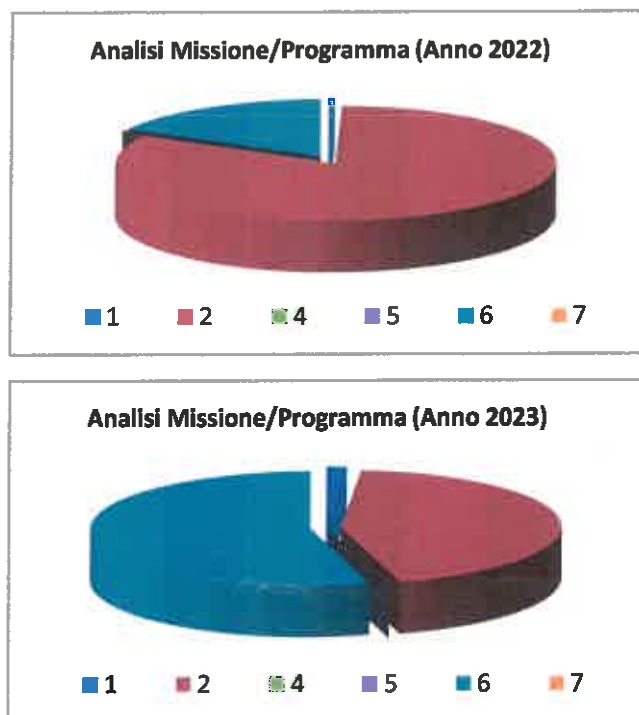 Analisi Missione/Programma (Anno 2022)
1 2 4 5 6 7
Analisi Missione/Programma (Anno 2023)
1 2 4 5 6 7